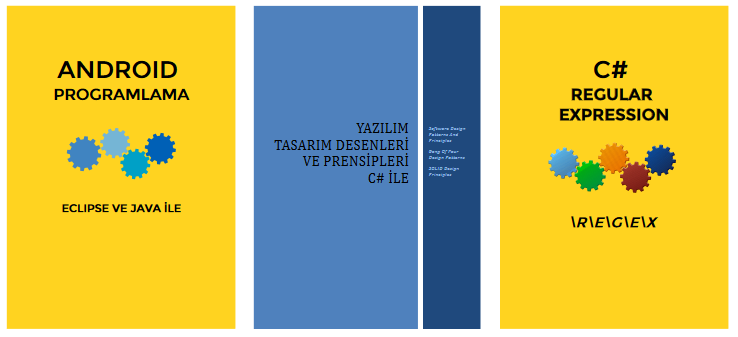 ANDROID
PROGRAMLAMA
ECLIPSE VE JAVA İLE
YAZILIM
TASARIM DESENLERİ
VE PRENSİPLERİ
C# İLE
Software Design
Patterns And
Principles
Gang Of Four
Design Patterns
SOLID Design
Principles
C#
REGULAR
EXPRESSION
\R\E\G\E\X